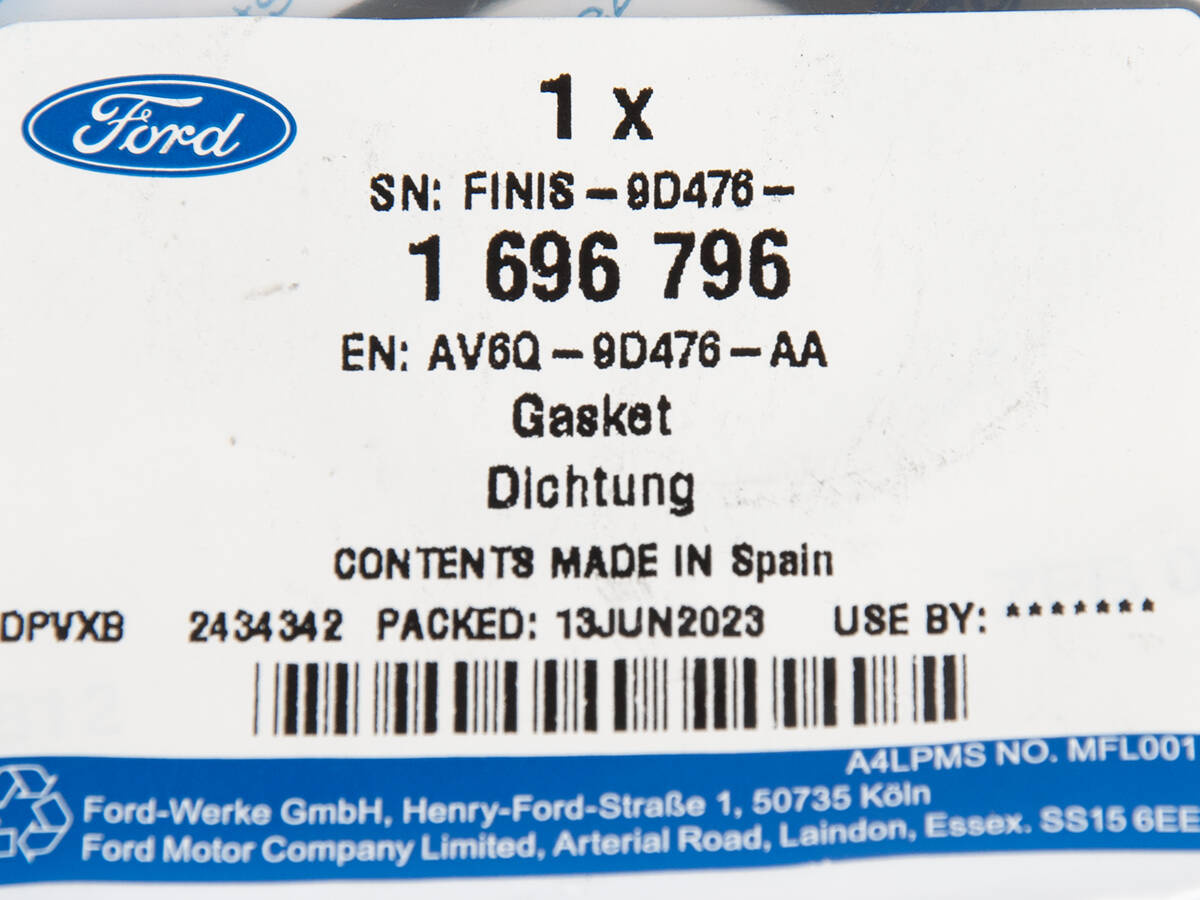 Ford
1 x
SN: FINIS-9D476-
1 696 796
EN: AV6Q-9D476-AA
Gasket
Dichtung
CONTENTS MADE IN Spain
DPVXB 2434342 PACKED: 13JUN2023 USE BY: *******
A4LPMS NO. MFL001
Ford-Werke GmbH, Henry-Ford-Straße 1, 50735 Köln
Ford Motor Company Limited, Arterial Road, Laindon, Essex. SS15 6EE